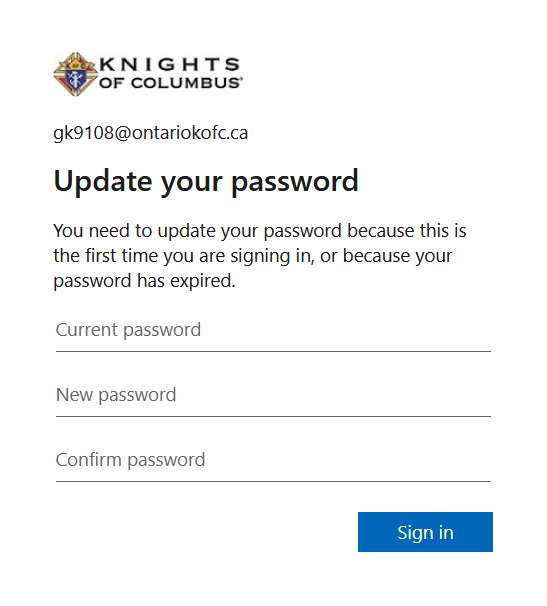 KNIGHTS
OF COLUMBUS®
gk9108@ontariokofc.ca
Update your password
You need to update your password because this is
the first time you are signing in, or because your
password has expired.
Current password
New password
Confirm password
Sign in